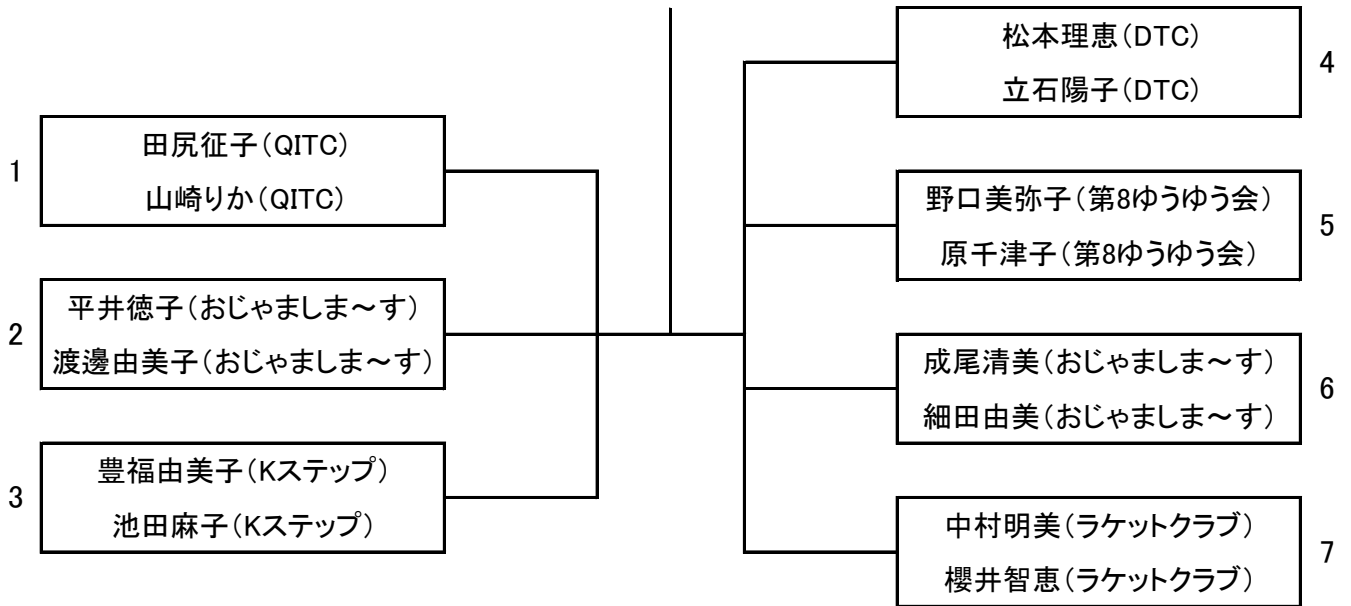 1
田尻征子(QITC)
山崎りか(QITC)
2
平井徳子(おじゃましま～す)
渡邊由美子(おじゃましま～す)
3
豊福由美子(Kステップ)
池田麻子(Kステップ)
松本理恵(DTC)
立石陽子(DTC)
4
野口美弥子(第8ゆうゆう会)
原千津子(第8ゆうゆう会)
5
成尾清美(おじゃましま～す)
細田由美(おじゃましま～す)
6
中村明美(ラケットクラブ)
櫻井智恵(ラケットクラブ)
7